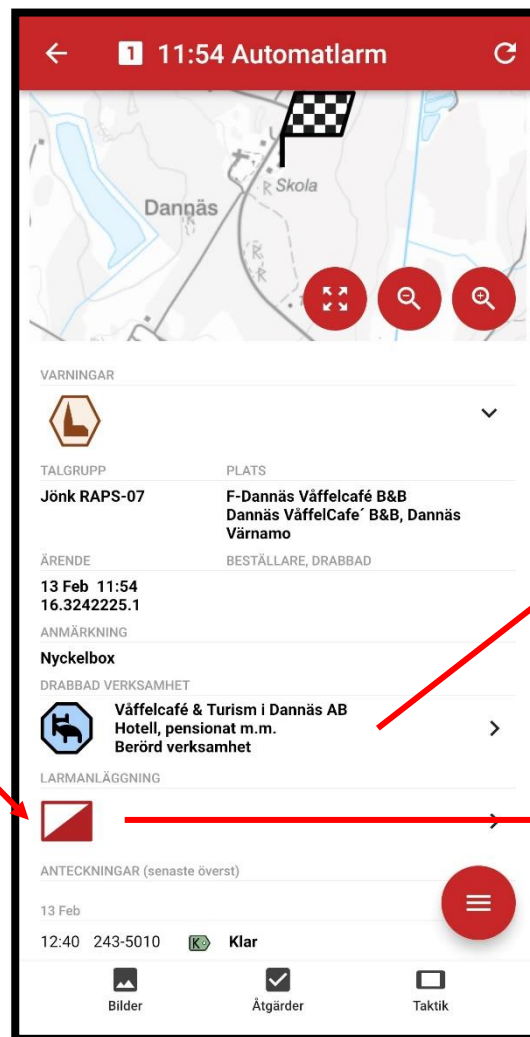 1 11:54 Automatlarm
Skola
Dannäs
VARNINGAR
TALGRUPP PLATS
Jönk RAPS-07 F-Dannäs Våffelcafé B&B
Dannäs VåffelCafe´ B&B, Dannäs
Värnamo
ÄRENDE BESTÄLLARE, DRABBAD
13 Feb 11:54
16.3242225.1
ANMÄRKNING
Nyckelbox
DRABBAD VERKSAMHET
Våffelcafé & Turism i Dannäs AB
Hotell, pensionat m.m.
Berörd verksamhet
LARMANLÄGGNING
ANTECKNINGAR (senaste överst)
13 Feb
12:40 243-5010 K Klar
Bilder Åtgärder Taktik